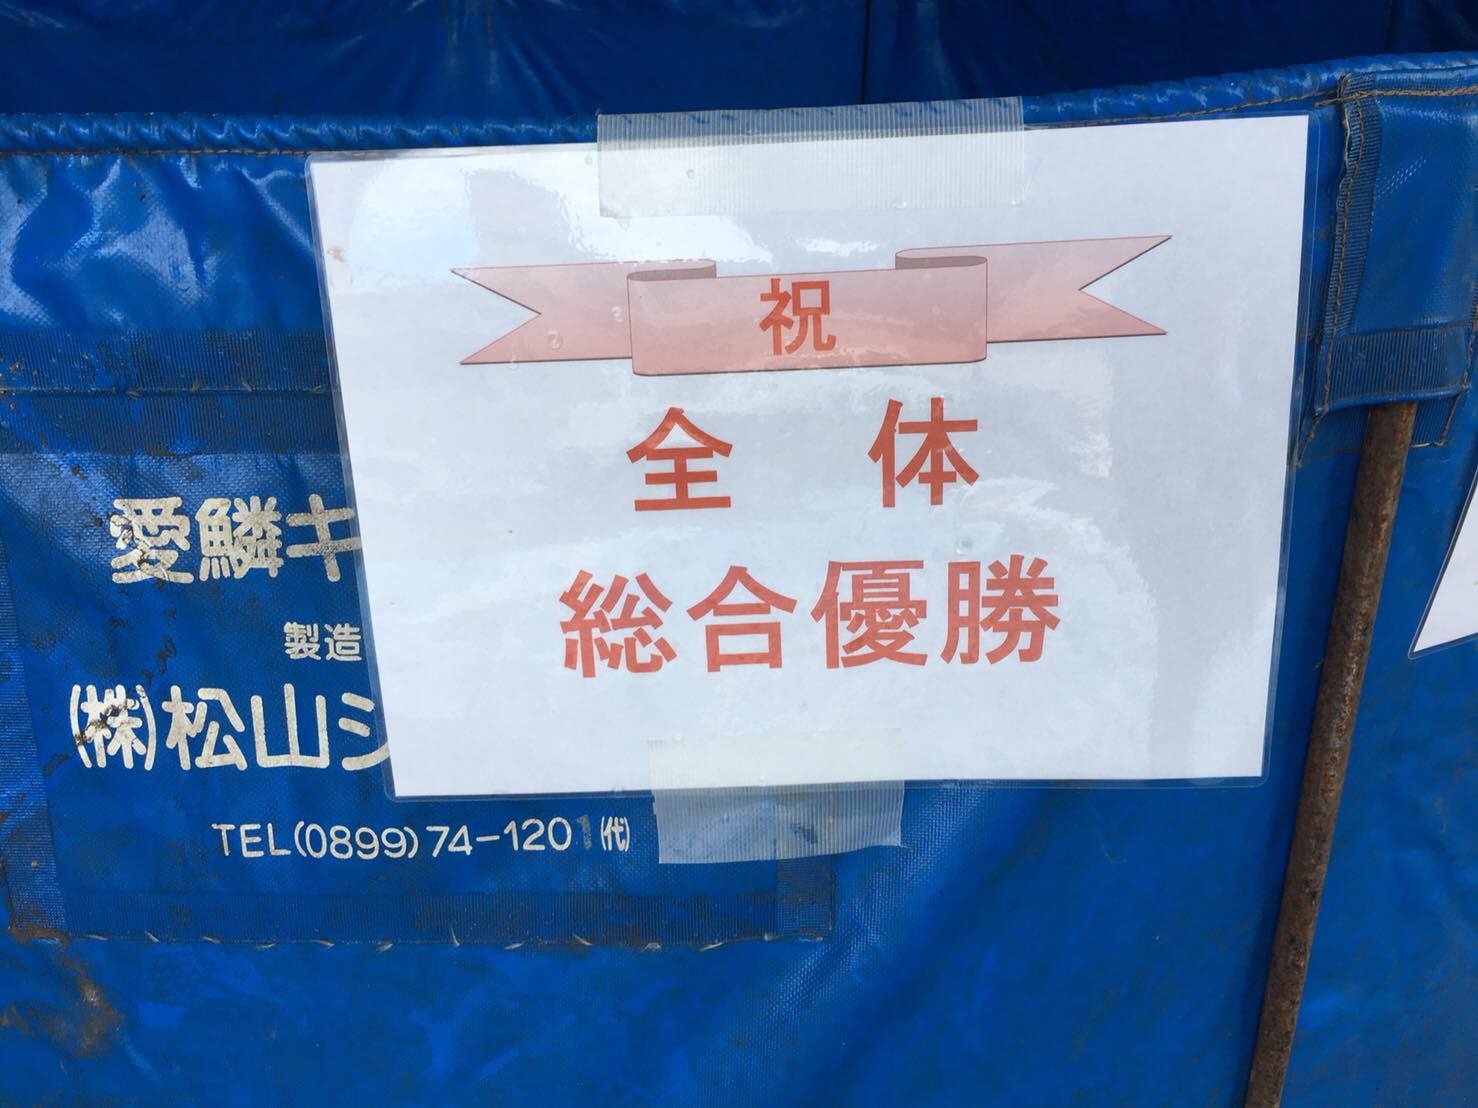 祝
全体
総合優勝
愛鱗キ
製造
㈱松山シ
TEL(0899)74-1201㈹